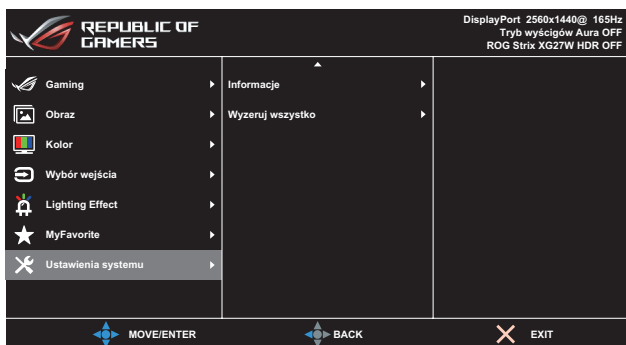 REPUBLIC OF
GAMERS
DisplayPort 2560x1440@ 165Hz
Tryb wyścigów Aura OFF
ROG Strix XG27W HDR OFF
Gaming
Obraz
Kolor
Wybór wejścia
Lighting Effect
MyFavorite
Ustawienia systemu
Informacje
Wyzeruj wszystko
MOVE/ENTER
BACK
EXIT